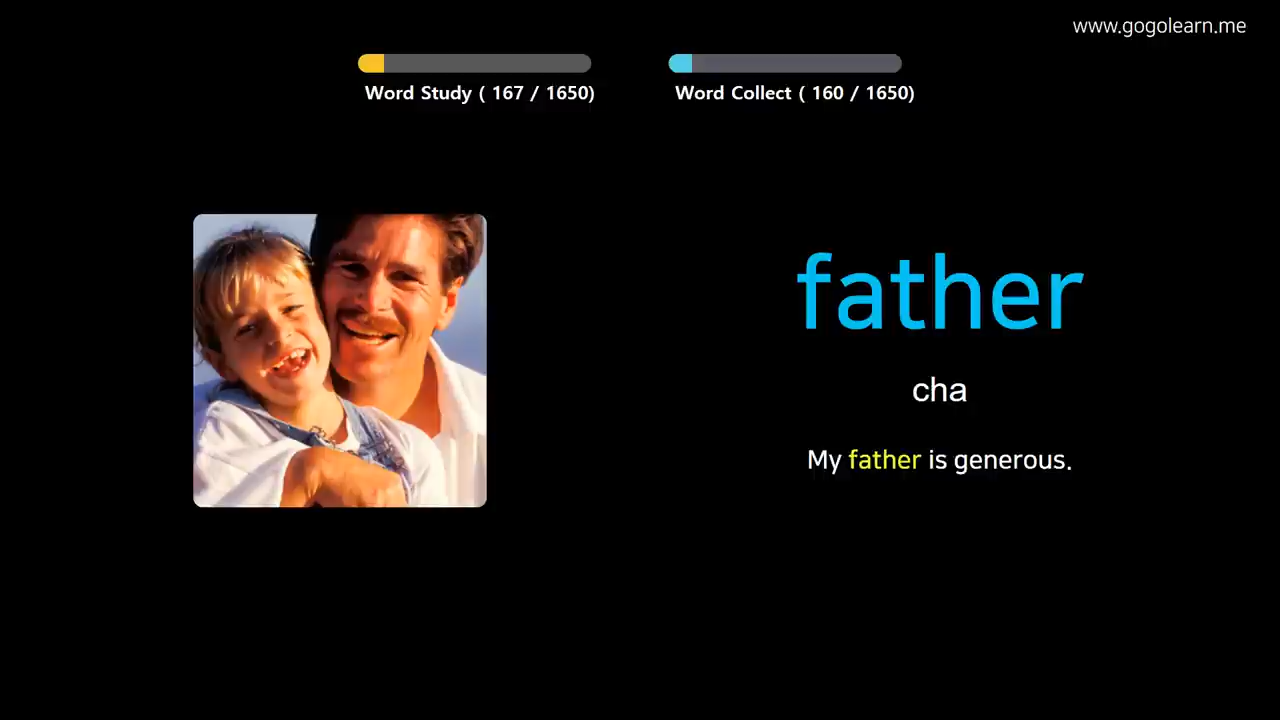 www.gogolearn.me
Word Study ( 167 / 1650)
Word Collect ( 160 / 1650)
father
cha
My father is generous.